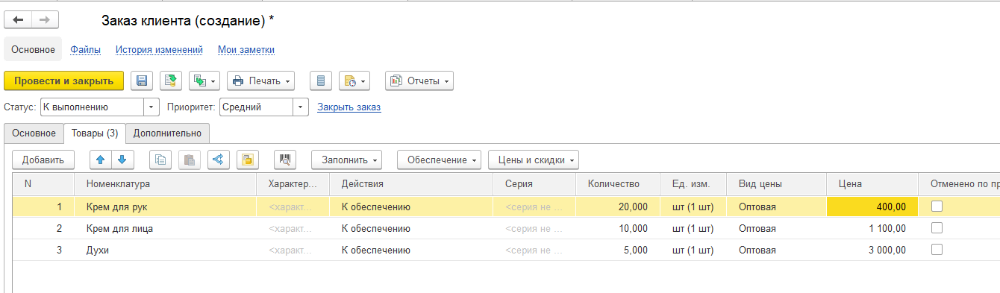 Заказ клиента (создание) *
Основное Файлы История изменений Мои заметки
Провести и закрыть Печать Отчеты
Статус: К выполнению Приоритет: Средний Закрыть заказ
Основное Товары (3) Дополнительно
Добавить Заполнить Обеспечение Цены и скидки
N Номенклатура Характер... Действия Серия Количество Ед. изм. Вид цены Цена Отменено по пр
1 Крем для рук <характ... К обеспечению <серия не ... 20,000 шт (1 шт) Оптовая 400,00
2 Крем для лица <характ... К обеспечению <серия не ... 10,000 шт (1 шт) Оптовая 1 100,00
3 Духи <характ... К обеспечению <серия не ... 5,000 шт (1 шт) Оптовая 3 000,00